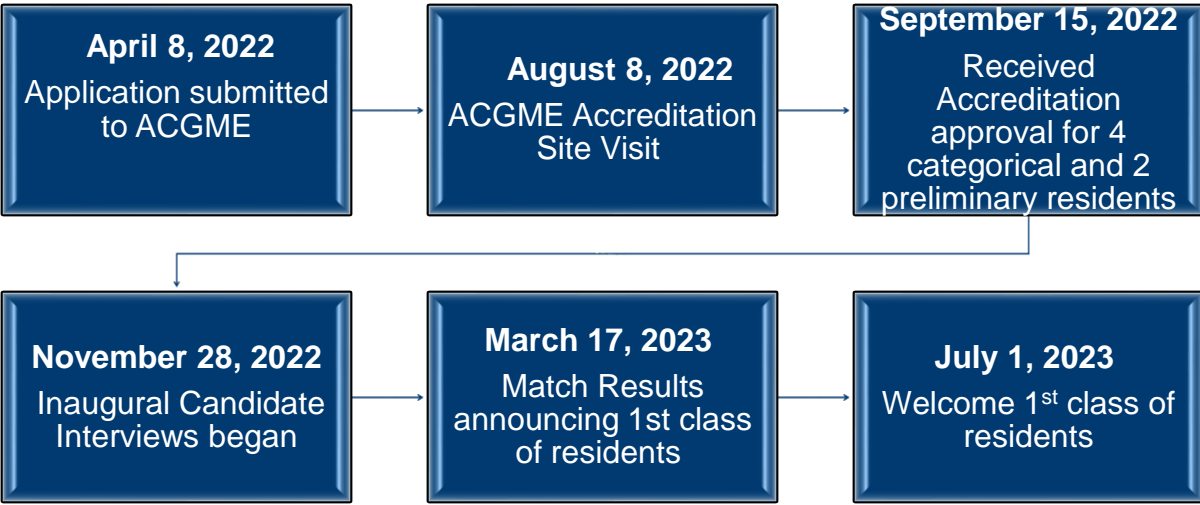 April 8, 2022
Application submitted
to ACGME
August 8, 2022
ACGME Accreditation
Site Visit
September 15, 2022
Received
Accreditation
approval for 4
categorical and 2
preliminary residents
November 28, 2022
Inaugural Candidate
Interviews began
March 17, 2023
Match Results
announcing 1st class
of residents
July 1, 2023
Welcome 1st class of
residents